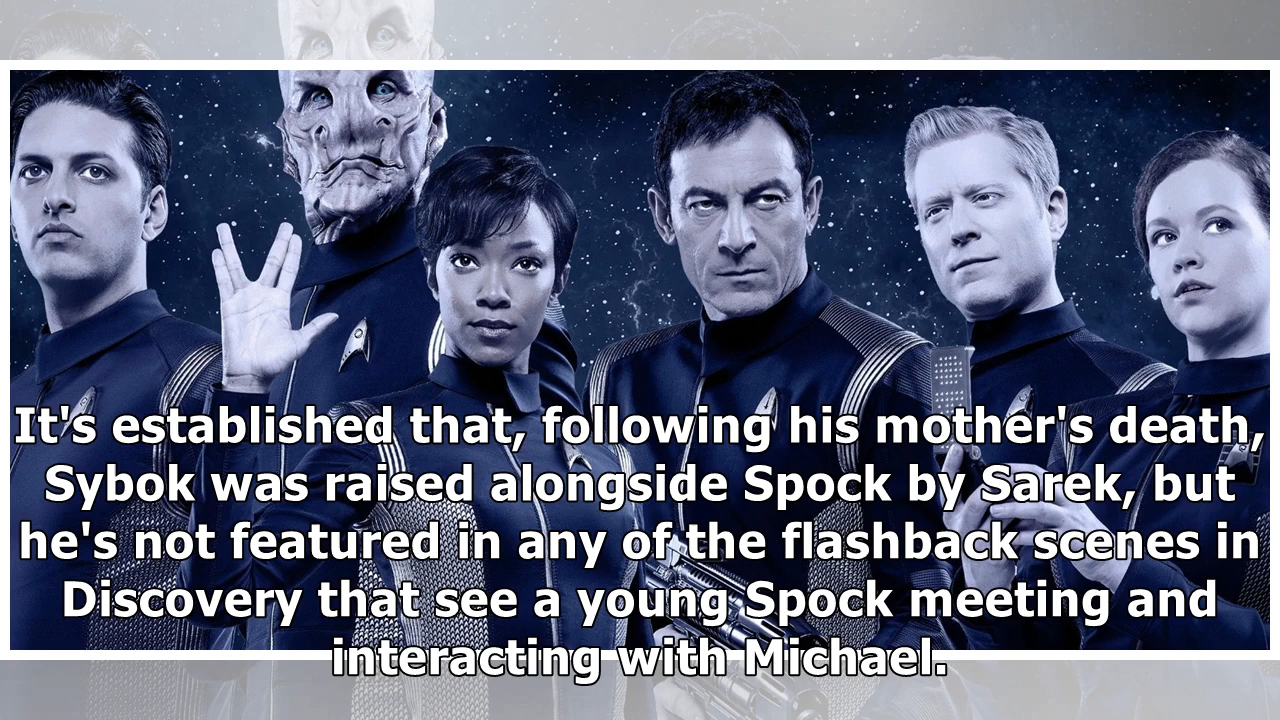 It's established that, following his mother's death,
Sybok was raised alongside Spock by Sarek, but
he's not featured in any of the flashback scenes in
Discovery that see a young Spock meeting and
interacting with Michael.